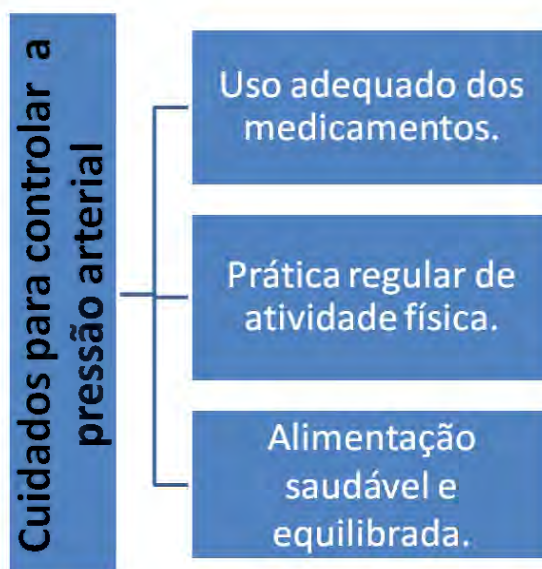 Cuidados para controlar a
pressão arterial
Uso adequado dos
medicamentos.
Prática regular de
atividade física.
Alimentação
saudável e
equilibrada.